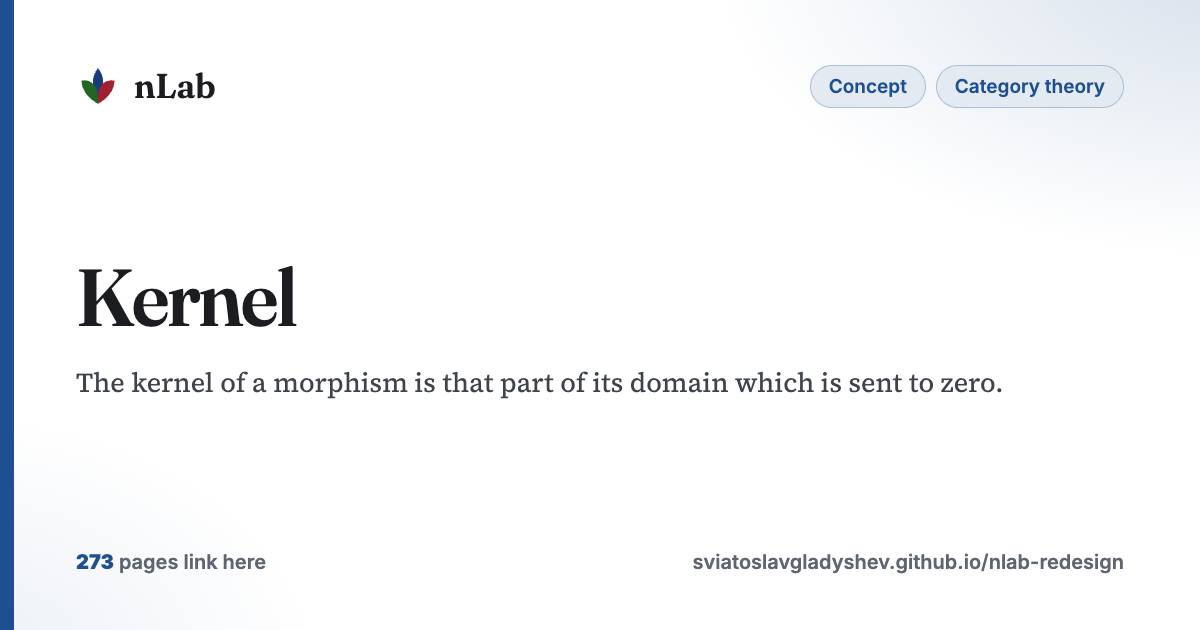 nLab
Concept
Category theory
Kernel
The kernel of a morphism is that part of its domain which is sent to zero.
273 pages link here
sviatoslavgladyshev.github.io/nlab-redesign